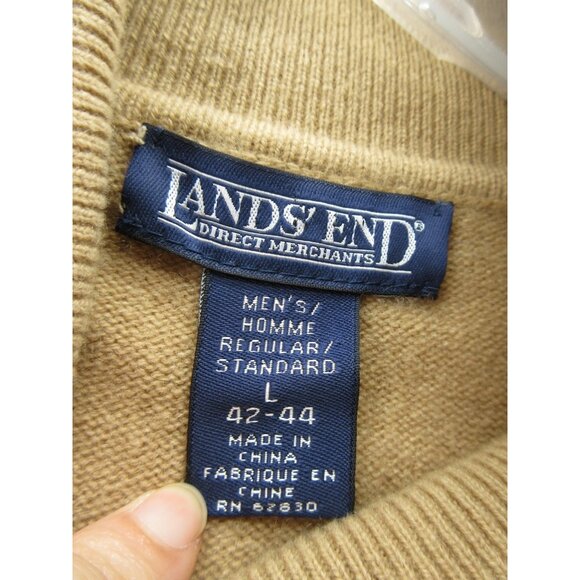 LANDS' END®
DIRECT MERCHANTS
MEN'S/
HOMME
REGULAR/
STANDARD
L
42-44
MADE IN
CHINA
FABRIQUE EN
CHINE
RN 62830